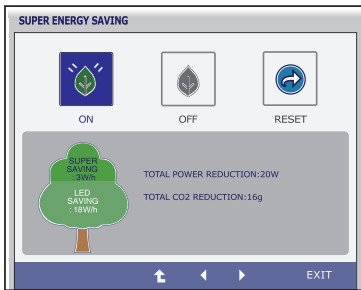 SUPER ENERGY SAVING
ON
OFF
RESET
SUPER
SAVING
: 3W/h
LED
SAVING
: 18W/h
TOTAL POWER REDUCTION:20W
TOTAL CO2 REDUCTION:16g
EXIT